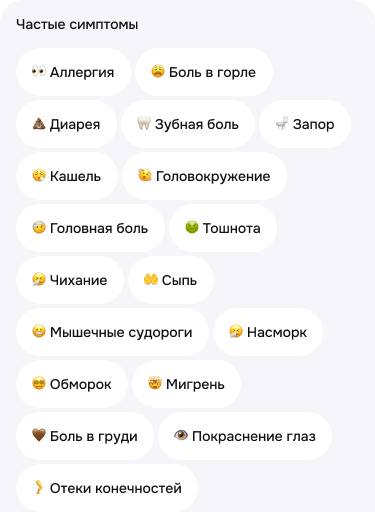 Частые симптомы
👀 Аллергия 😩 Боль в горле
💩 Диарея 🦷 Зубная боль 🚽 Запор
😮‍💨 Кашель 🥴 Головокружение
🤕 Головная боль 🤢 Тошнота
🤧 Чихание 🤲 Сыпь
😁 Мышечные судороги 🤧 Насморк
😵‍💫 Обморок 🤯 Мигрень
🤎 Боль в груди 👁️ Покраснение глаз
🦵 Отеки конечностей